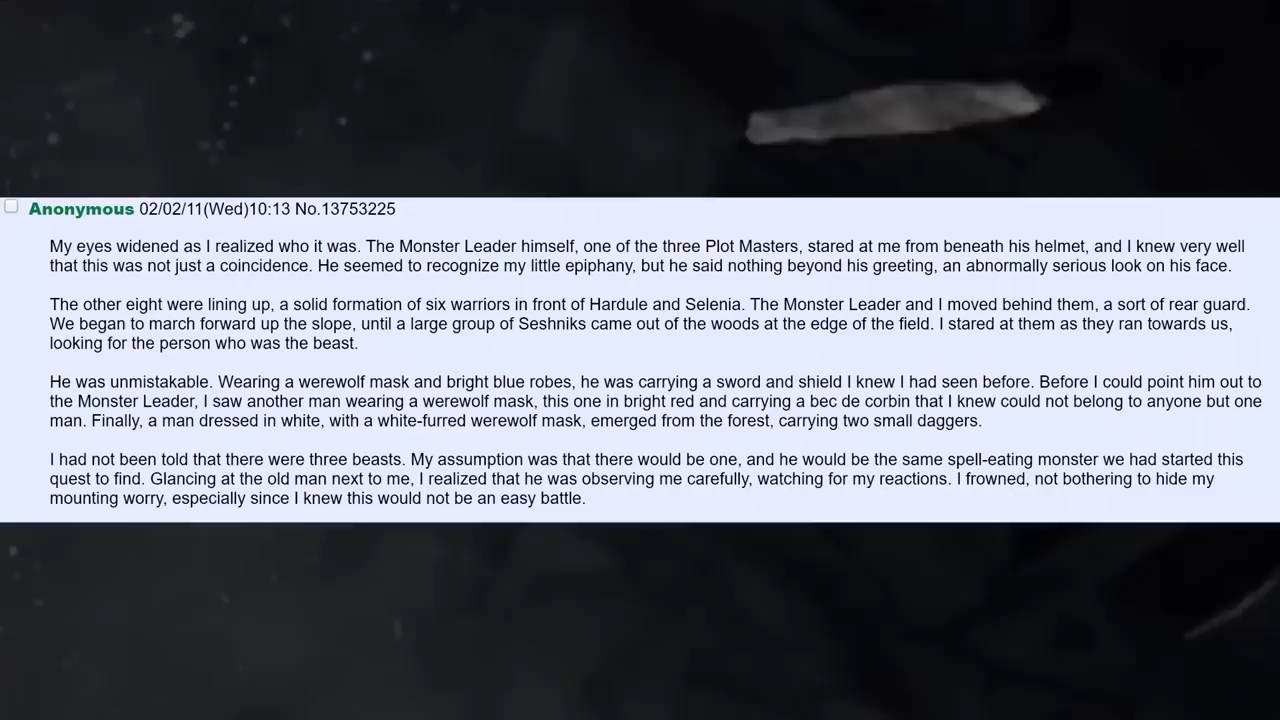 Anonymous 02/02/11(Wed)10:13 No.13753225
My eyes widened as I realized who it was. The Monster Leader himself, one of the three Plot Masters, stared at me from beneath his helmet, and I knew very well
that this was not just a coincidence. He seemed to recognize my little epiphany, but he said nothing beyond his greeting, an abnormally serious look on his face.
The other eight were lining up, a solid formation of six warriors in front of Hardule and Selenia. The Monster Leader and I moved behind them, a sort of rear guard.
We began to march forward up the slope, until a large group of Seshniks came out of the woods at the edge of the field. I stared at them as they ran towards us,
looking for the person who was the beast.
He was unmistakable. Wearing a werewolf mask and bright blue robes, he was carrying a sword and shield I knew I had seen before. Before I could point him out to
the Monster Leader, I saw another man wearing a werewolf mask, this one in bright red and carrying a bec de corbin that I knew could not belong to anyone but one
man. Finally, a man dressed in white, with a white-furred werewolf mask, emerged from the forest, carrying two small daggers.
I had not been told that there were three beasts. My assumption was that there would be one, and he would be the same spell-eating monster we had started this
quest to find. Glancing at the old man next to me, I realized that he was observing me carefully, watching for my reactions. I frowned, not bothering to hide my
mounting worry, especially since I knew this would not be an easy battle.